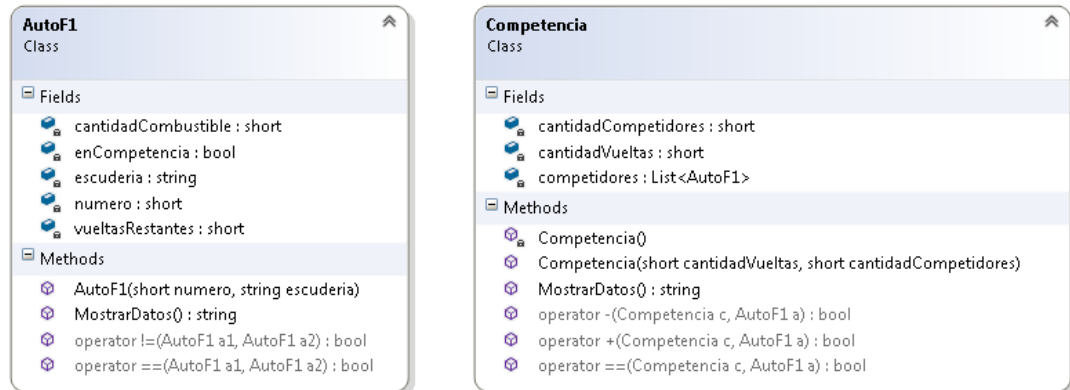 AutoF1
Class
Fields
cantidadCombustible : short
enCompetencia : bool
escuderia : string
numero : short
vueltasRestantes : short
Methods
AutoF1(short numero, string escuderia)
MostrarDatos() : string
operator !=(AutoF1 a1, AutoF1 a2) : bool
operator ==(AutoF1 a1, AutoF1 a2) : bool
Competencia
Class
Fields
cantidadCompetidores : short
cantidadVueltas : short
competidores : List<AutoF1>
Methods
Competencia()
Competencia(short cantidadVueltas, short cantidadCompetidores)
MostrarDatos() : string
operator -(Competencia c, AutoF1 a) : bool
operator +(Competencia c, AutoF1 a) : bool
operator ==(Competencia c, AutoF1 a) : bool